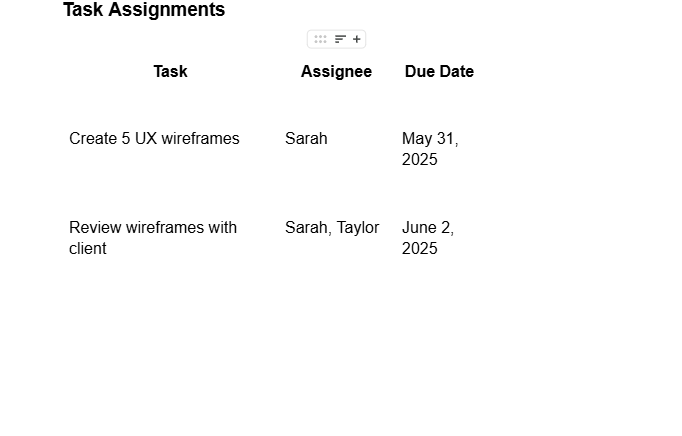 Task Assignments
Task Assignee Due Date
Create 5 UX wireframes Sarah May 31,
2025
Review wireframes with Sarah, Taylor June 2,
client 2025